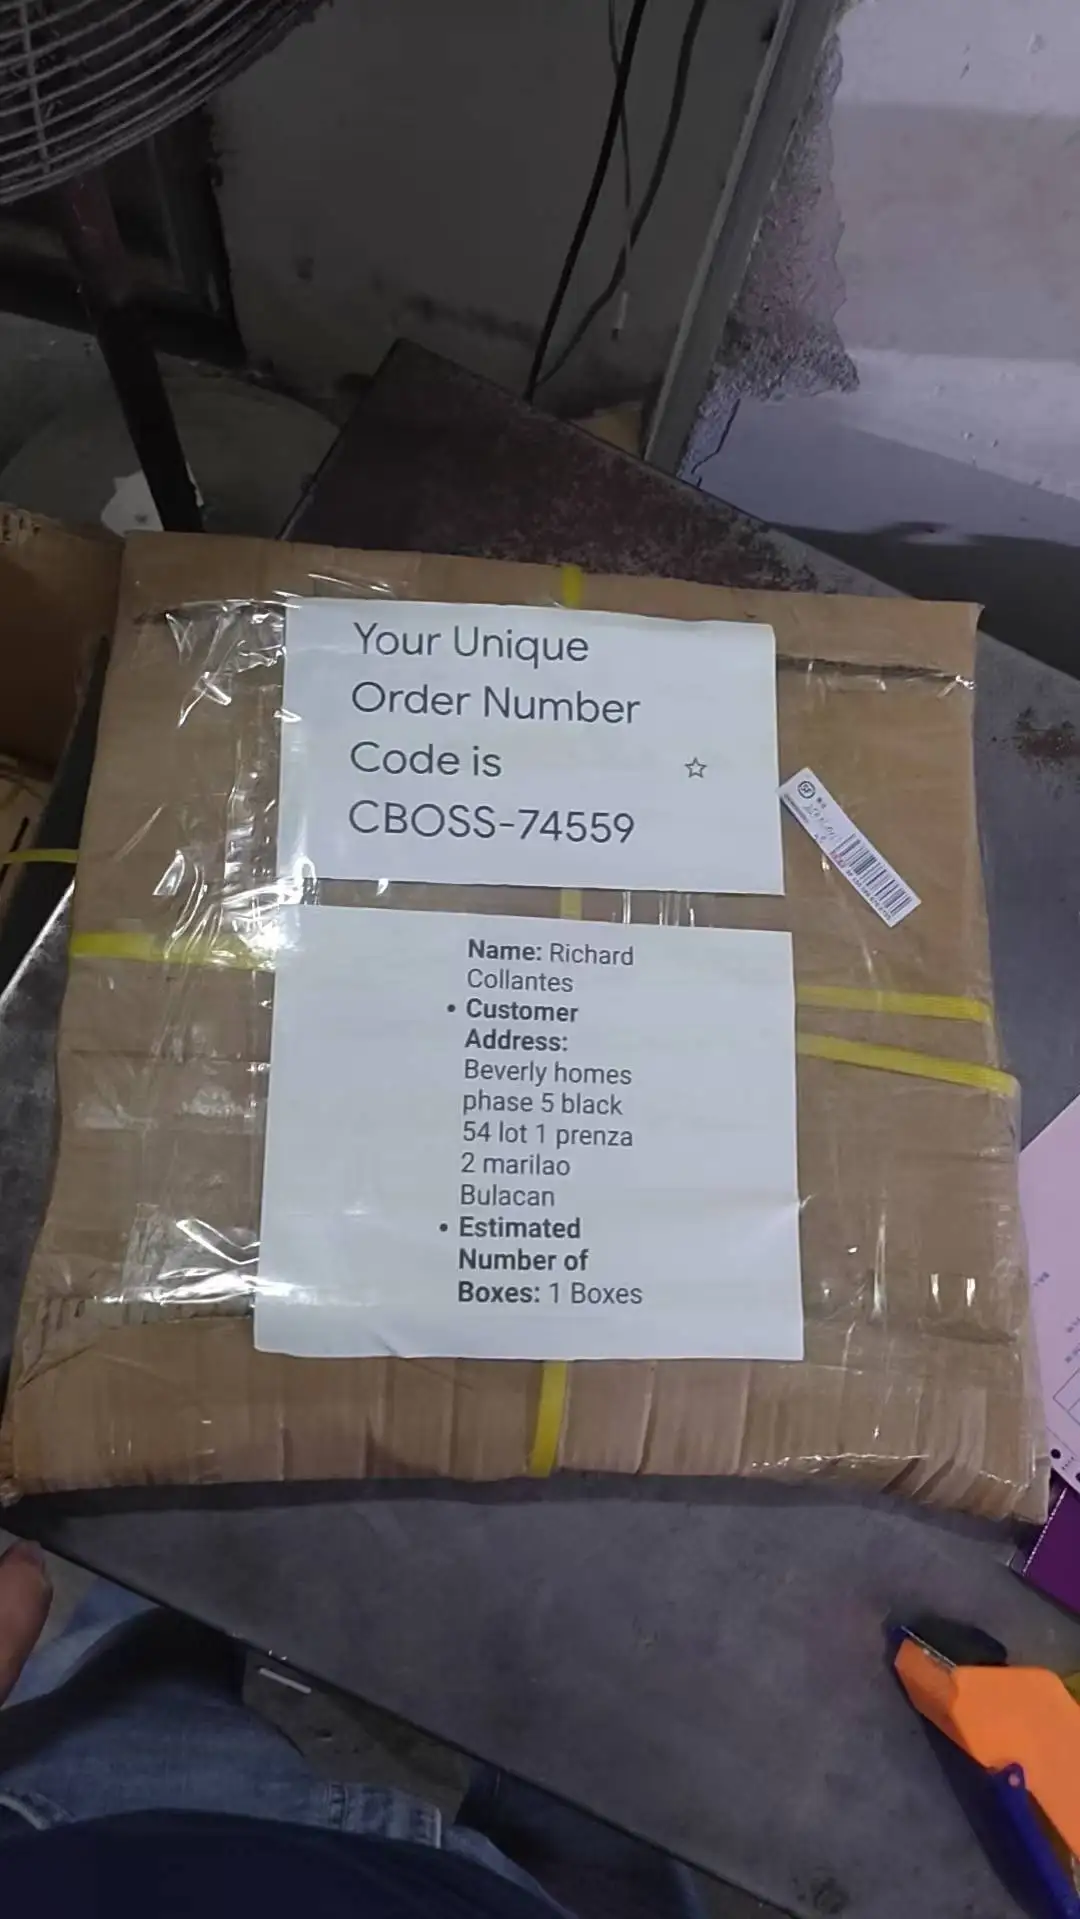 Your Unique
Order Number
Code is
CBOSS-74559
SF
Name: Richard
Collantes
• Customer
Address:
Beverly homes
phase 5 black
54 lot 1 prenza
2 marilao
Bulacan
• Estimated
Number of
Boxes: 1 Boxes